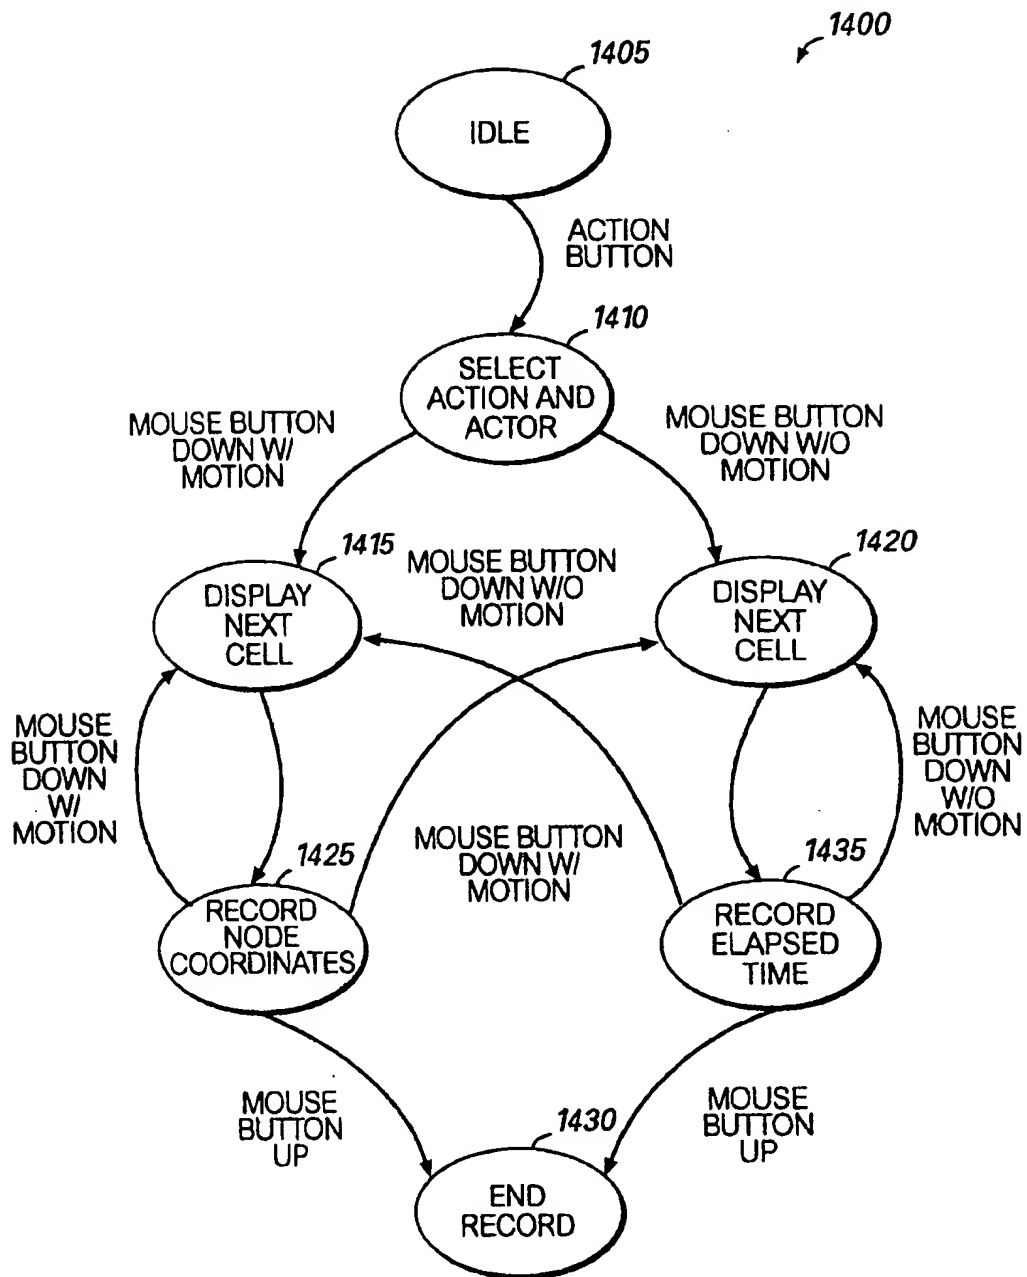 1400
1405
IDLE
ACTION
BUTTON
1410
SELECT
ACTION AND
ACTOR
MOUSE BUTTON
DOWN W/
MOTION
MOUSE BUTTON
DOWN W/O
MOTION
1415
DISPLAY
NEXT
CELL
MOUSE BUTTON
DOWN W/O
MOTION
1420
DISPLAY
NEXT
CELL
MOUSE
BUTTON
DOWN
W/
MOTION
MOUSE BUTTON
DOWN W/
MOTION
MOUSE
BUTTON
DOWN
W/O
MOTION
1425
RECORD
NODE
COORDINATES
1435
RECORD
ELAPSED
TIME
MOUSE
BUTTON
UP
MOUSE
BUTTON
UP
1430
END
RECORD